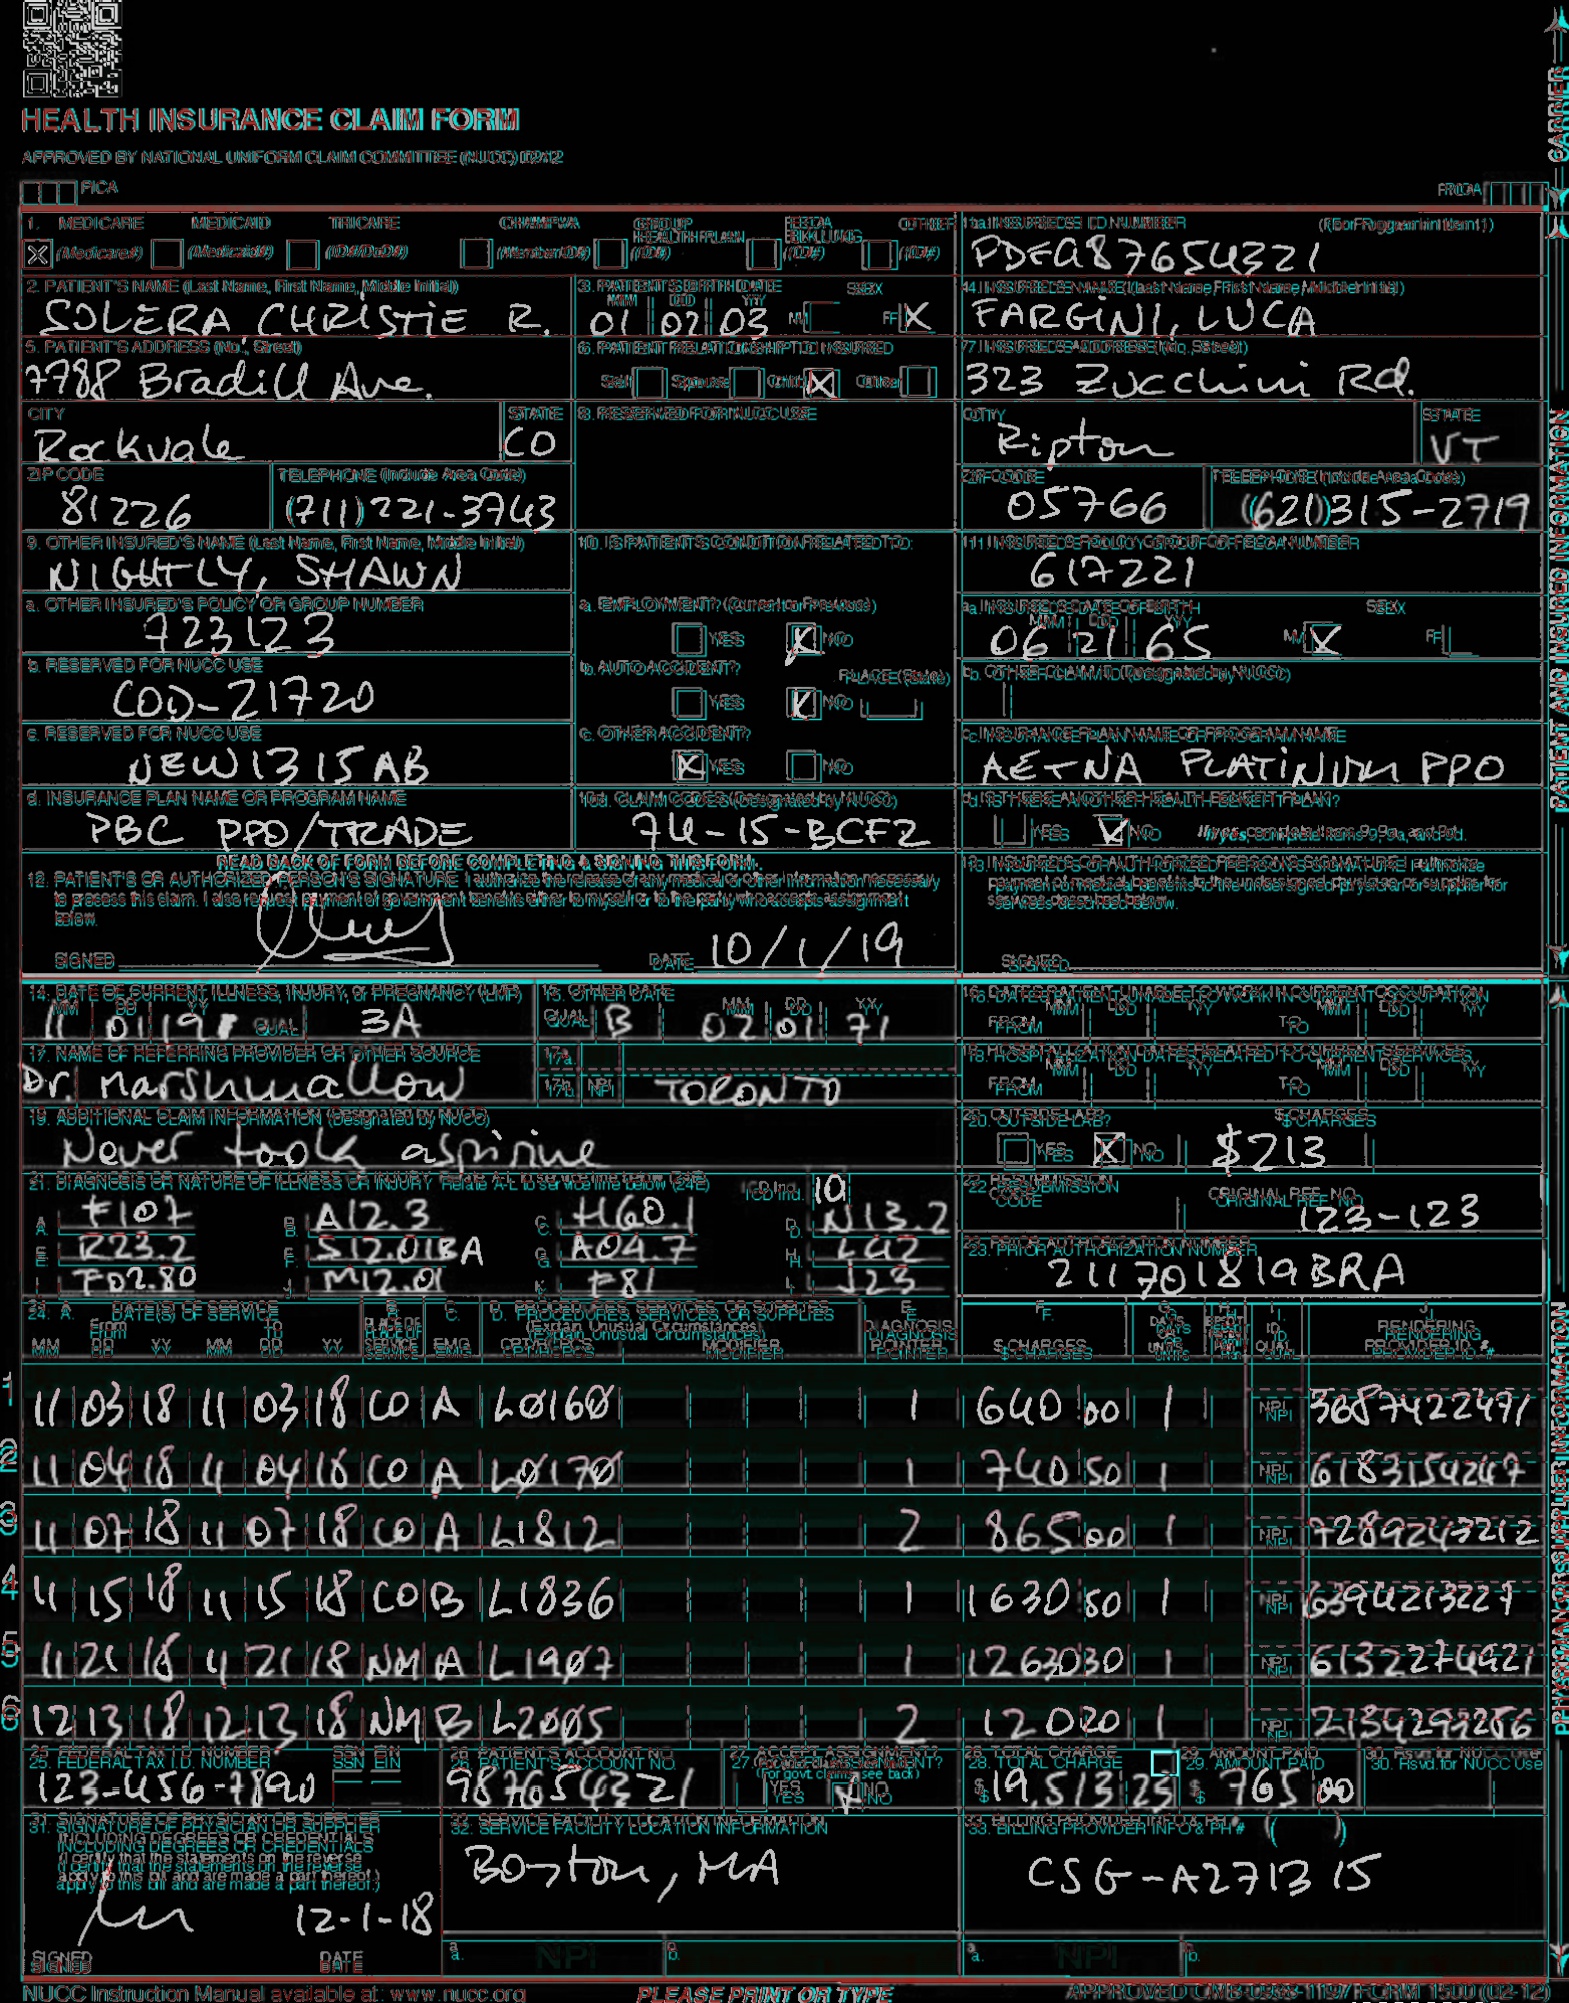 HEALTH INSURANCE CLAIM FORM
APPROVED BY NATIONAL UNIFORM CLAIM COMMITTEE (NUCC) 02/12
PICA
CARRIER
1. MEDICARE MEDICAID TRICARE CHAMPVA OTHER 1a. INSURED'S I.D. NUMBER (For Program in Item 1)
X (Medicare#) (Medicaid#) (ID#/DoD#) (Member ID#) (ID#) (ID#) (ID#) PDEA87654321
2. PATIENT'S NAME (Last Name, First Name, Middle Initial) 3. PATIENT'S BIRTH DATE SEX 4. INSURED'S NAME (Last Name, First Name, Middle Initial)
MM DD YY
SOLERA CHRISTIE R. 01 02 03 M F X FARGINI, LUCA
5. PATIENT'S ADDRESS (No., Street) 6. PATIENT RELATIONSHIP TO INSURED 7. INSURED'S ADDRESS (No., Street)
7788 Bradill Ave. Self Spouse Child X Other 323 Zucchini Rd.
CITY STATE 8. RESERVED FOR NUCC USE CITY STATE
Rockvale CO Ripton VT
ZIP CODE TELEPHONE (Include Area Code) ZIP CODE TELEPHONE (Include Area Code)
81226 (711) 221-3743 05766 (621) 315-2719
9. OTHER INSURED'S NAME (Last Name, First Name, Middle Initial) 10. IS PATIENT'S CONDITION RELATED TO: 11. INSURED'S POLICY GROUP OR FECA NUMBER
NIGHTLY, SHAWN 617221
a. OTHER INSURED'S POLICY OR GROUP NUMBER a. EMPLOYMENT? (Current or Previous) a. INSURED'S DATE OF BIRTH SEX
MM DD YY
723123 YES X NO 06 21 65 M X F
b. RESERVED FOR NUCC USE b. AUTO ACCIDENT? PLACE (State) b. OTHER CLAIM ID (Designated by NUCC)
COD-21720 YES X NO
c. RESERVED FOR NUCC USE c. OTHER ACCIDENT? c. INSURANCE PLAN NAME OR PROGRAM NAME
NEW1315AB X YES NO AETNA PLATINUM PPO
d. INSURANCE PLAN NAME OR PROGRAM NAME 10d. CLAIM CODES (Designated by NUCC) d. IS THERE ANOTHER HEALTH BENEFIT PLAN?
PBC PPO/TRADE 74-15-BCF2 YES X NO If yes, complete items 9, 9a, and 9d.
READ BACK OF FORM BEFORE COMPLETING & SIGNING THIS FORM.
12. PATIENT'S OR AUTHORIZED PERSON'S SIGNATURE I authorize the release of any medical or other information necessary
to process this claim. I also request payment of government benefits either to myself or to the party who accepts assignment
below.
SIGNED DATE 10/1/19
13. INSURED'S OR AUTHORIZED PERSON'S SIGNATURE I authorize
payment of medical benefits to the undersigned physician or supplier for
services described below.
SIGNED
PATIENT AND INSURED INFORMATION
14. DATE OF CURRENT ILLNESS, INJURY, or PREGNANCY (LMP) 15. OTHER DATE 16. DATES PATIENT UNABLE TO WORK IN CURRENT OCCUPATION
MM DD YY MM DD YY MM DD YY MM DD YY
11 01 QUAL. 3A QUAL. B 02 01 71 FROM TO
17. NAME OF REFERRING PROVIDER OR OTHER SOURCE 17a. 18. HOSPITALIZATION DATES RELATED TO CURRENT SERVICES
MM DD YY MM DD YY
Dr. Marshmallow 17b. NPI TORONTO FROM TO
19. ADDITIONAL CLAIM INFORMATION (Designated by NUCC) 20. OUTSIDE LAB? $ CHARGES
Never took aspirine YES X NO $213
21. DIAGNOSIS OR NATURE OF ILLNESS OR INJURY Relate A-L to service line below (24E) ICD Ind. 10
22. RESUBMISSION CODE ORIGINAL REF. NO.
123-123
A. F107 B. A12.3 C. H60.1 D. N13.2
E. R23.2 F. S12.01BA G. A04.7 H. L42
I. F02.80 J. M12.01 K. E81 L. J23
23. PRIOR AUTHORIZATION NUMBER
211701819BRA
24. A. DATE(S) OF SERVICE B. C. D. PROCEDURES, SERVICES, OR SUPPLIES E. F. G. H. I. J.
From To PLACE OF (Explain Unusual Circumstances) DIAGNOSIS DAYS ID. RENDERING
MM DD YY MM DD YY SERVICE EMG CPT/HCPCS MODIFIER POINTER $ CHARGES UNITS QUAL. PROVIDER ID. #
1 11 03 18 11 03 18 CO A L0160 1 640 00 1 NPI 3687422471
2 11 04 18 11 04 18 CO A L0170 1 740 50 1 NPI 6183154247
3 11 07 18 11 07 18 CO A L1812 2 865 00 1 NPI 7289243212
4 11 15 18 11 15 18 CO B L1836 1 1630 50 1 NPI 6394213227
5 11 21 18 11 21 18 NM A L1907 1 1263030 1 NPI 6132274921
6 12 13 18 12 13 18 NM B L2005 2 12 020 1 NPI
25. FEDERAL TAX I.D. NUMBER SSN EIN 26. PATIENT'S ACCOUNT NO. 27. ACCEPT ASSIGNMENT? 28. TOTAL CHARGE 29. AMOUNT PAID 30. Rsvd.for NUCC Use
(For govt. claims, see back)
123-456-7890 987654321 YES X NO $ 19,513 23 $ 765 00
31. SIGNATURE OF PHYSICIAN OR SUPPLIER
INCLUDING DEGREES OR CREDENTIALS
(I certify that the statements on the reverse
apply to this bill and are made a part thereof.)
12-1-18
SIGNED DATE
32. SERVICE FACILITY LOCATION INFORMATION
Boston, MA
a. NPI b.
33. BILLING PROVIDER INFO & PH # ( )
CSG-A271315
a. NPI b.
PHYSICIAN OR SUPPLIER INFORMATION
NUCC Instruction Manual available at: www.nucc.org PLEASE PRINT OR TYPE APPROVED OMB-0938-1197 FORM 1500 (02-12)